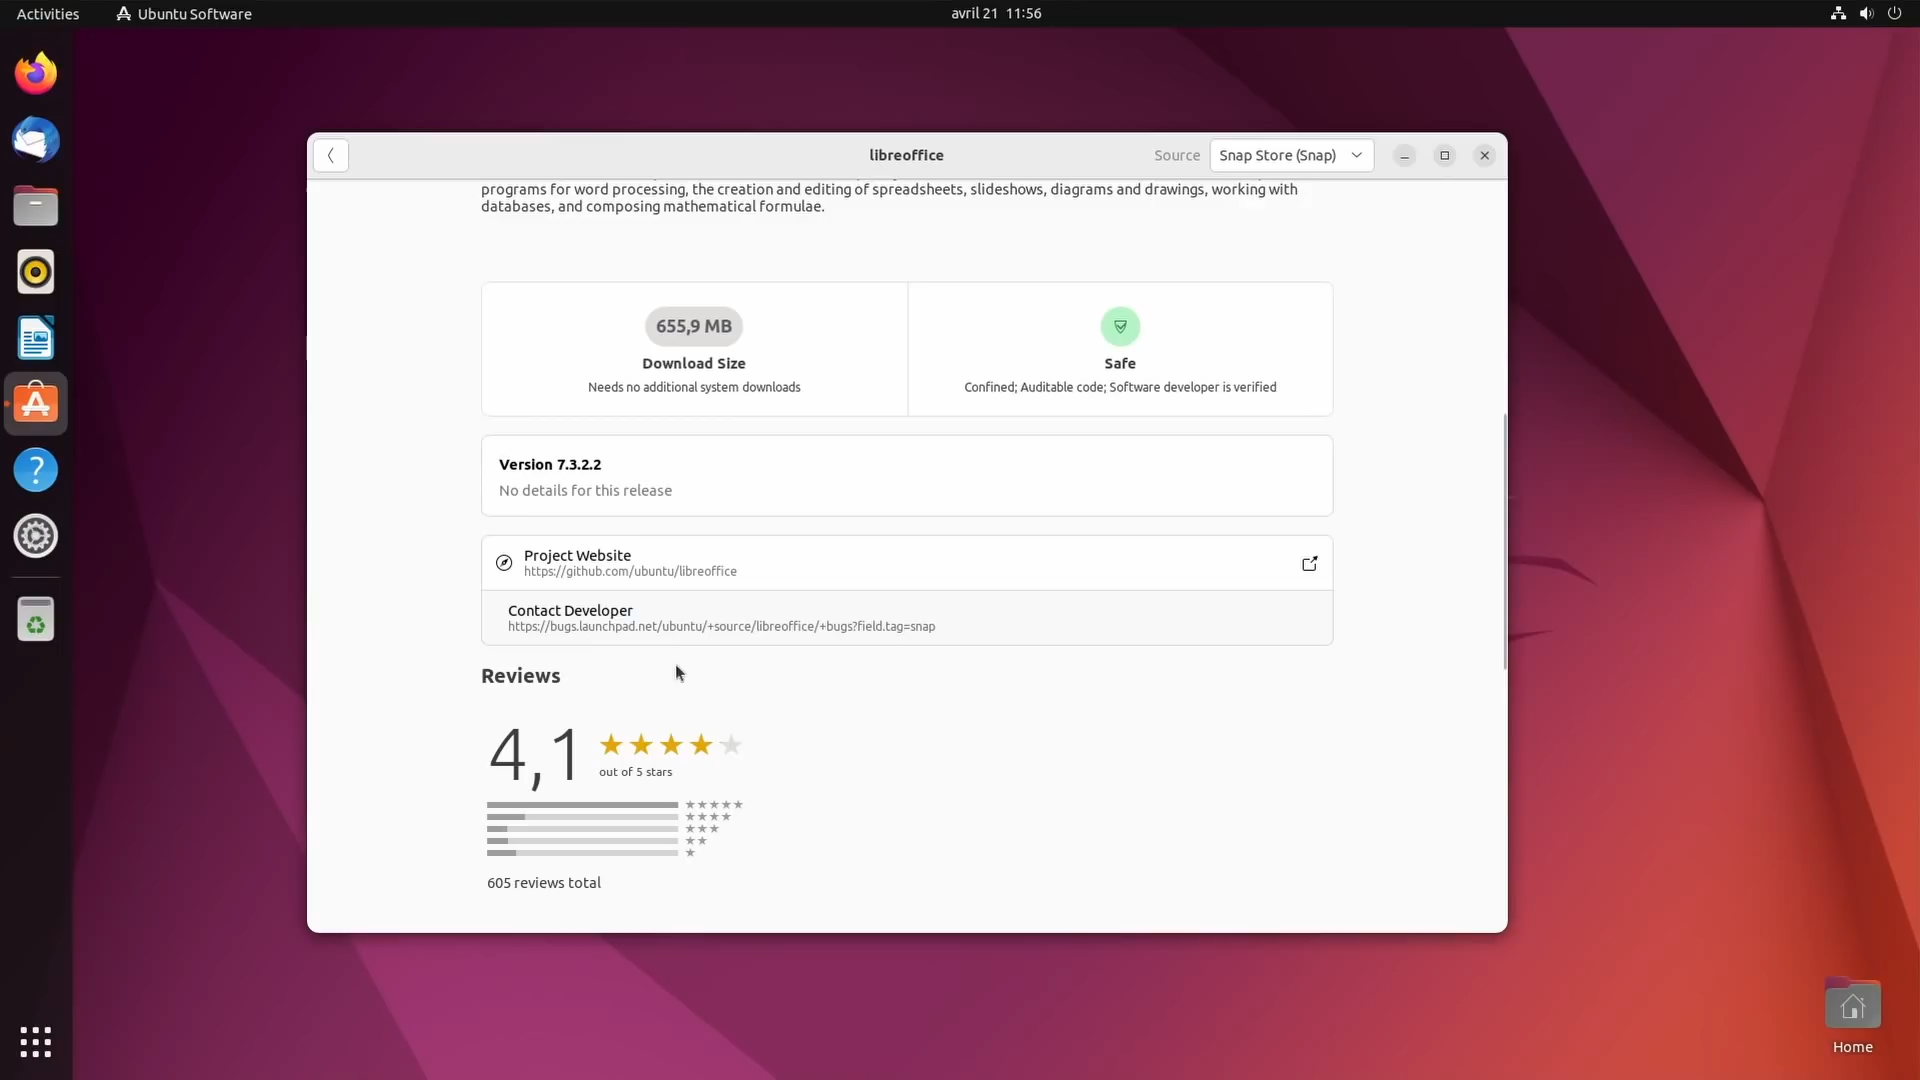 Activities
Ubuntu Software
avril 21 11:56
libreoffice
Source
Snap Store (Snap)
programs for word processing, the creation and editing of spreadsheets, slideshows, diagrams and drawings, working with
databases, and composing mathematical formulae.
655,9 MB
Download Size
Needs no additional system downloads
Safe
Confined; Auditable code; Software developer is verified
Version 7.3.2.2
No details for this release
Project Website
https://github.com/ubuntu/libreoffice
Contact Developer
https://bugs.launchpad.net/ubuntu/+source/libreoffice/+bugs?field.tag=snap
Reviews
4,1
out of 5 stars
605 reviews total
Home